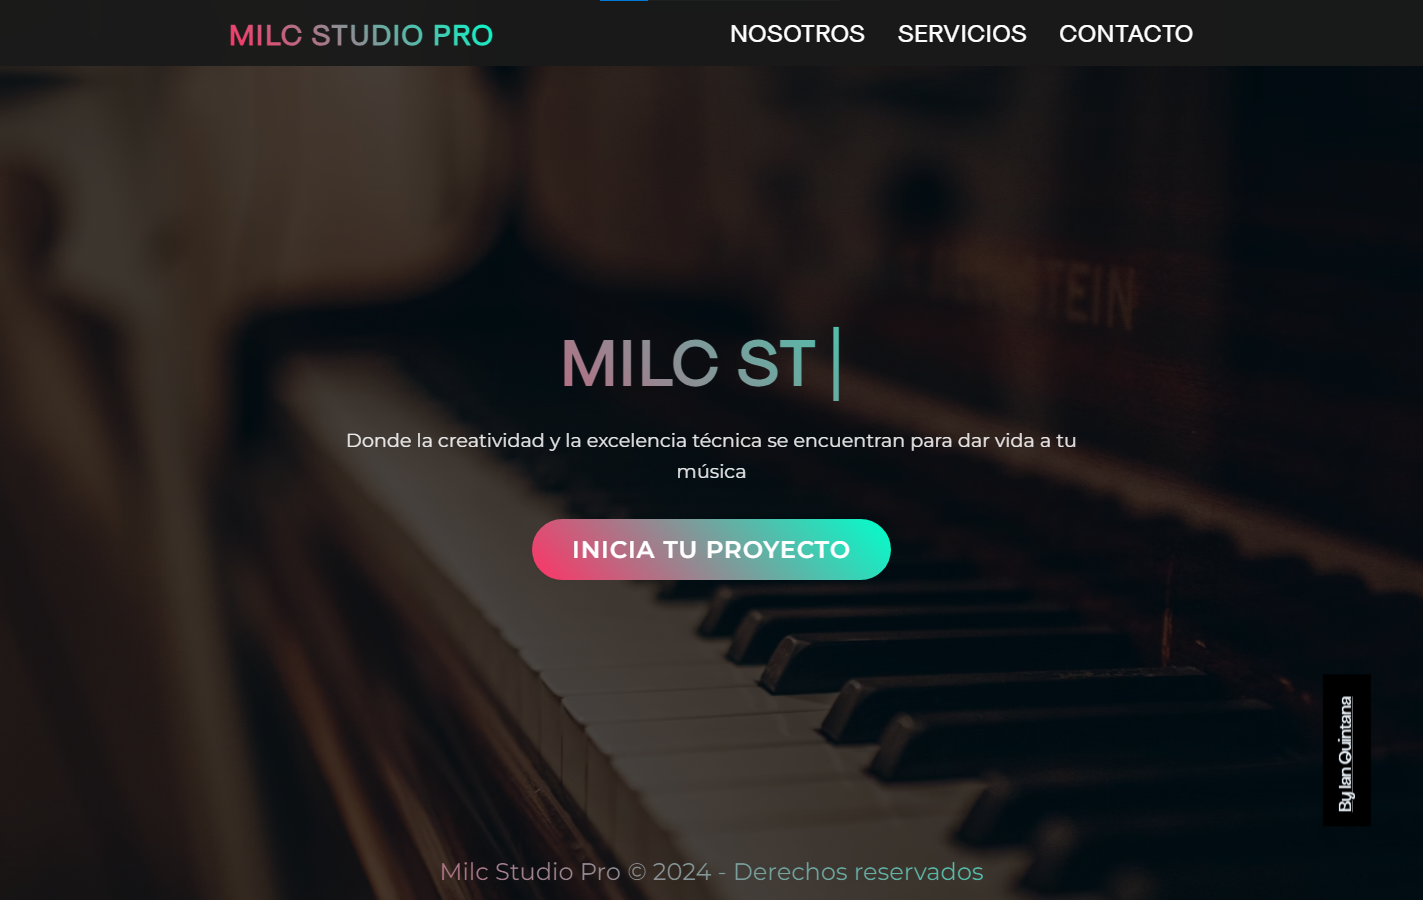 MILC STUDIO PRO
NOSOTROS SERVICIOS CONTACTO
TEIN
MILC ST
Donde la creatividad y la excelencia técnica se encuentran para dar vida a tu
música
INICIA TU PROYECTO
By Ian Quintana
Milc Studio Pro © 2024 - Derechos reservados